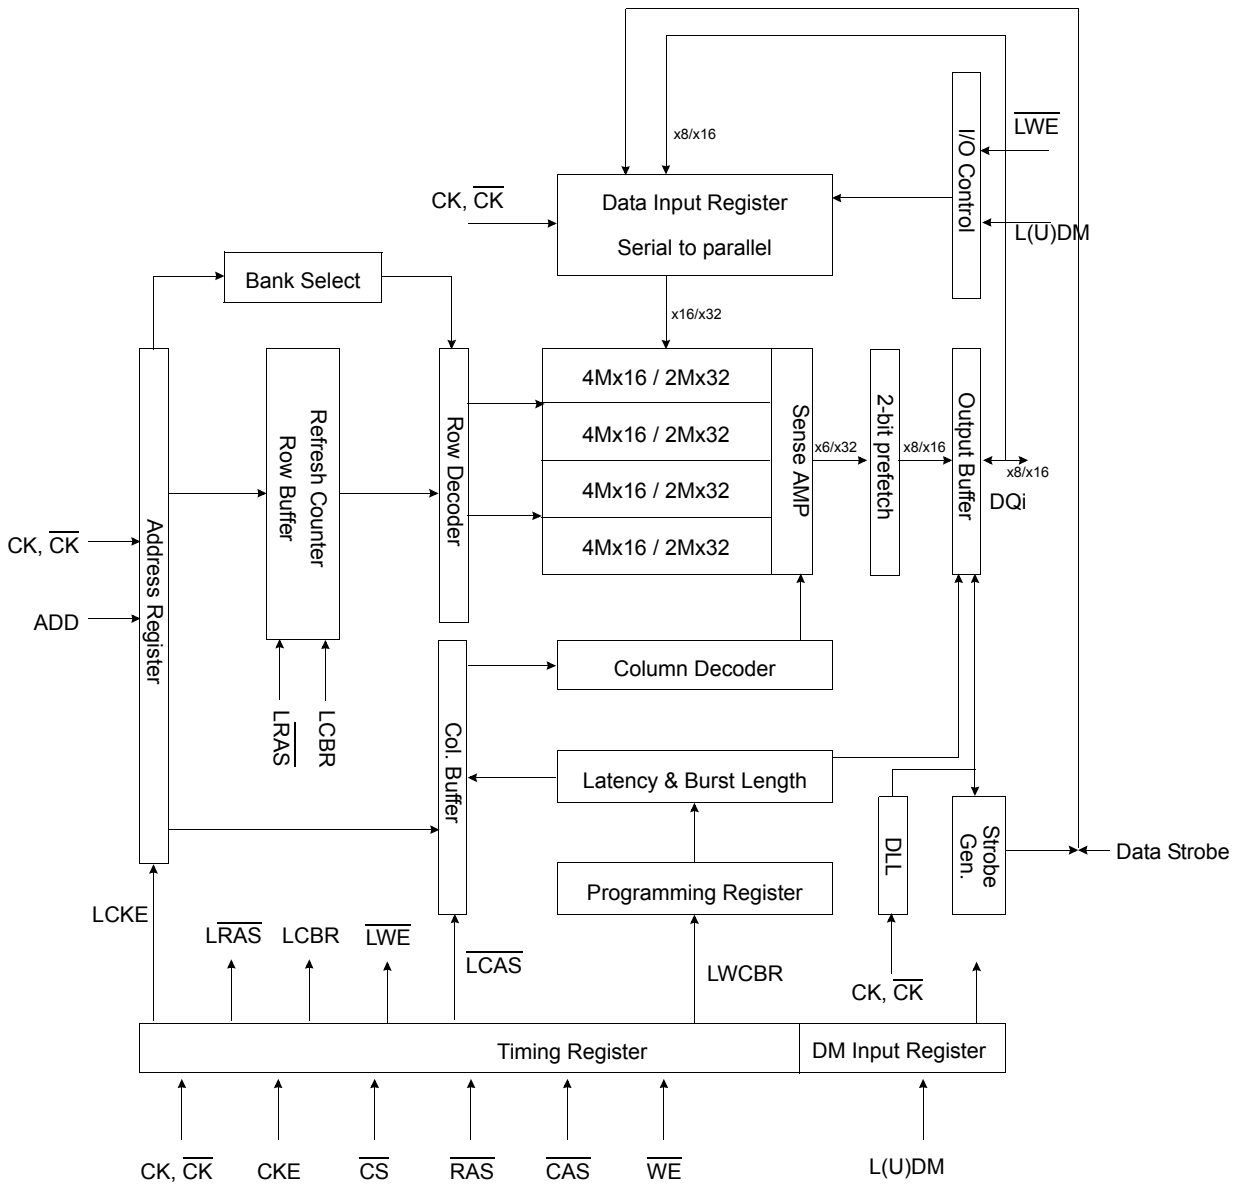 x8/x16
LWE
I/O Control
CK, CK
Data Input Register
Serial to parallel
L(U)DM
Bank Select
x16/x32
Address Register
Refresh Counter
Row Buffer
Row Decoder
4Mx16 / 2Mx32
4Mx16 / 2Mx32
4Mx16 / 2Mx32
4Mx16 / 2Mx32
Sense AMP
x6/x32
2-bit prefetch
x8/x16
Output Buffer
x8/x16
DQi
CK, CK
ADD
LRAS
LCBR
Col. Buffer
Column Decoder
Latency & Burst Length
Programming Register
DLL
Strobe
Gen.
Data Strobe
LCKE
LRAS
LCBR
LWE
LCAS
LWCBR
CK, CK
Timing Register
DM Input Register
CK, CK
CKE
CS
RAS
CAS
WE
L(U)DM